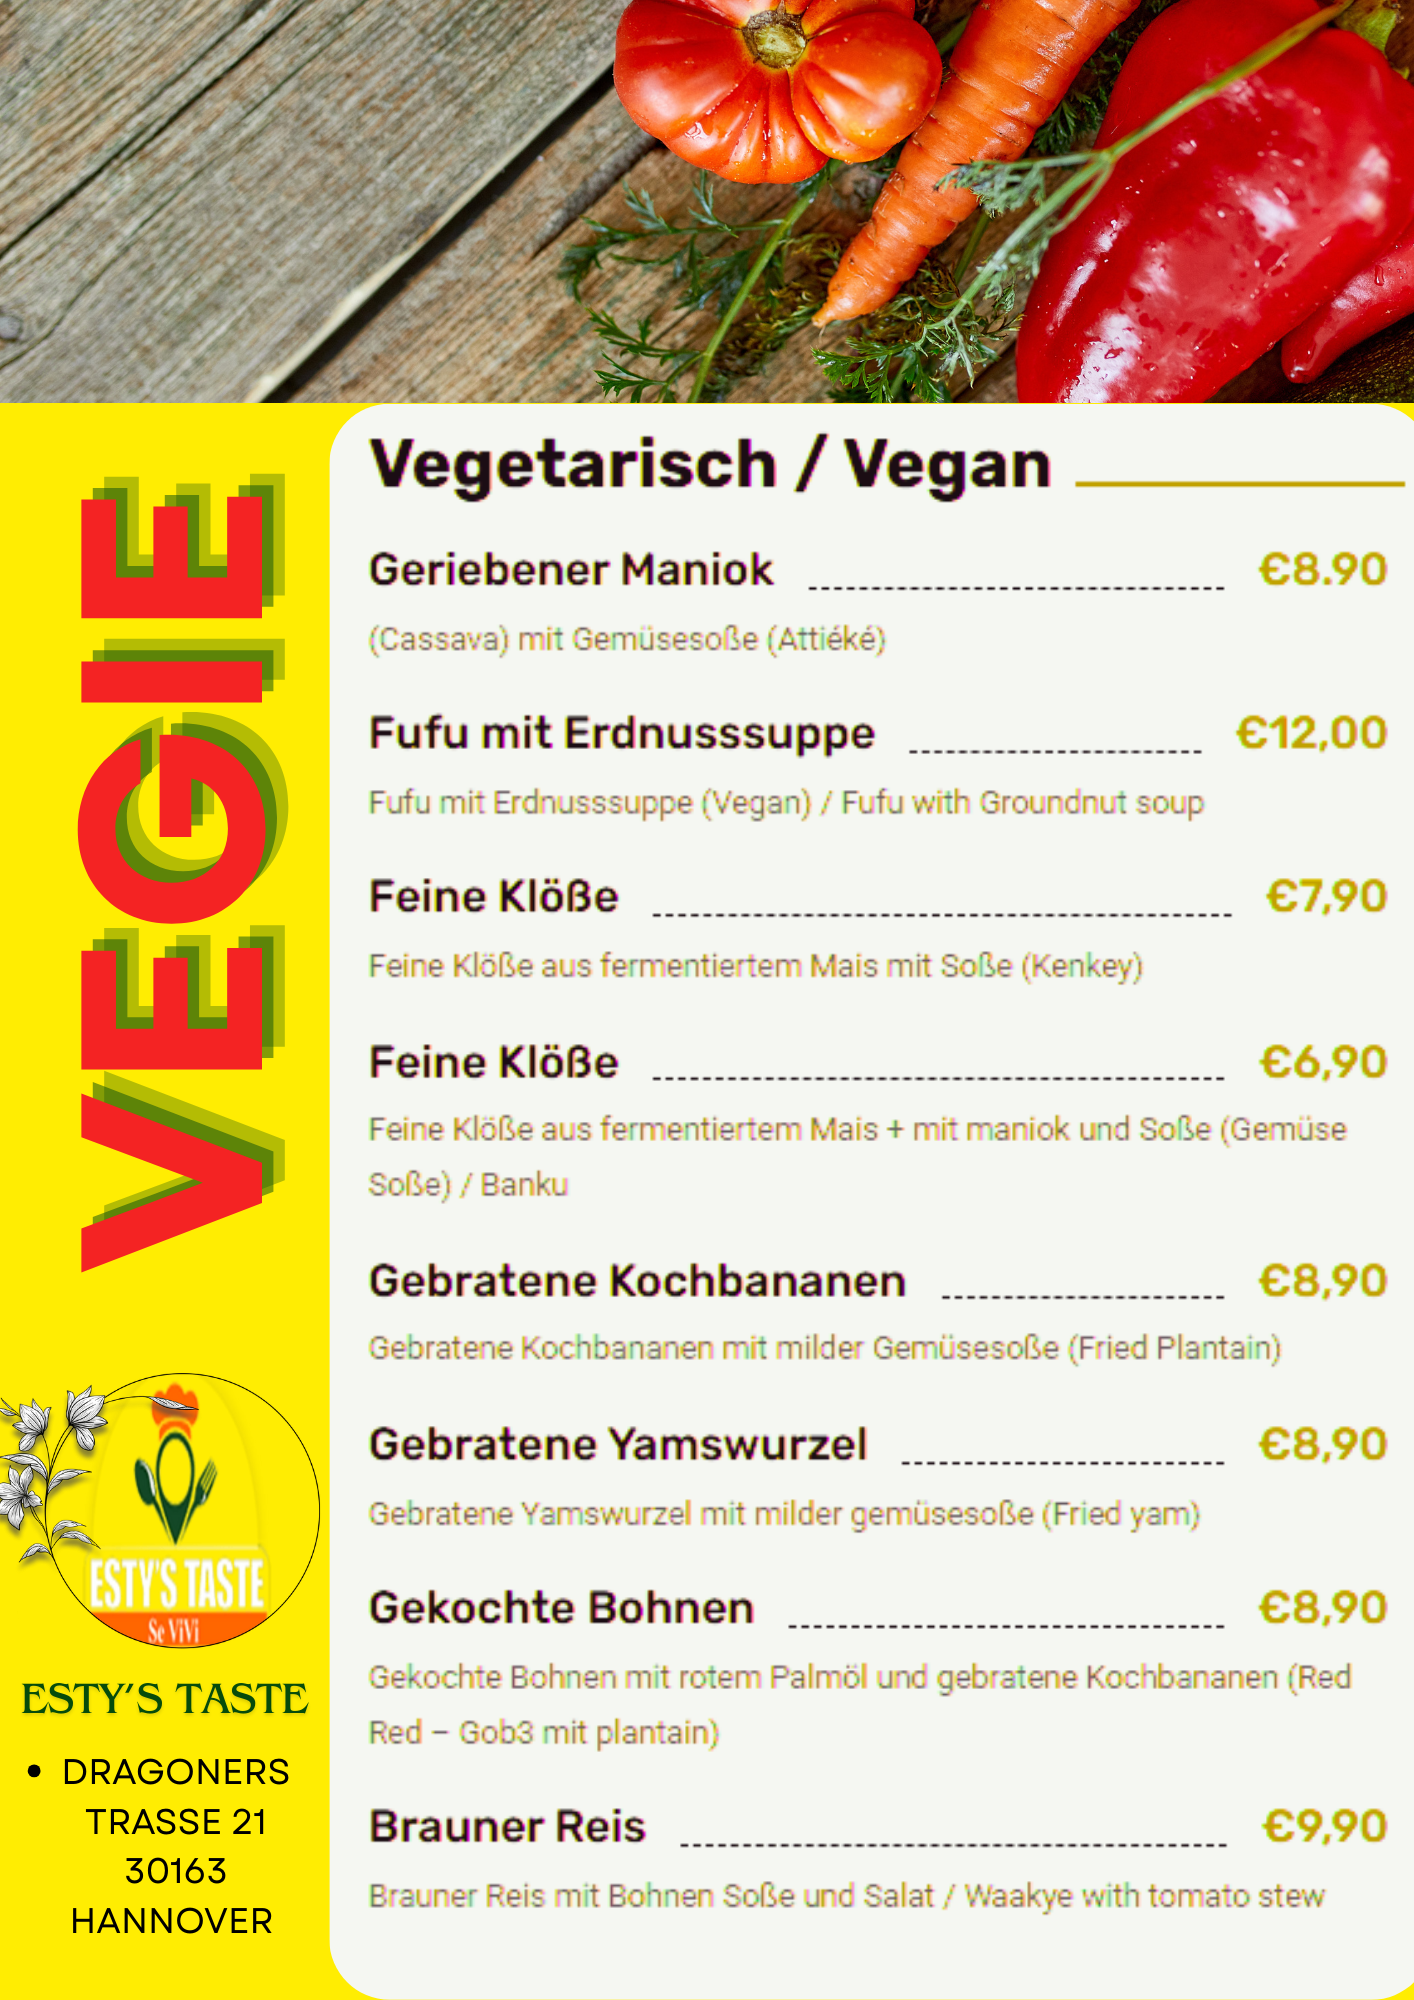 VEGIE
Vegetarisch / Vegan
Geriebener Maniok €8.90
(Cassava) mit Gemüsesoße (Attiéké)
Fufu mit Erdnusssuppe €12,00
Fufu mit Erdnusssuppe (Vegan) / Fufu with Groundnut soup
Feine Klöße €7,90
Feine Klöße aus fermentiertem Mais mit Soße (Kenkey)
Feine Klöße €6,90
Feine Klöße aus fermentiertem Mais + mit maniok und Soße (Gemüse
Soße) / Banku
Gebratene Kochbananen €8,90
Gebratene Kochbananen mit milder Gemüsesoße (Fried Plantain)
Gebratene Yamswurzel €8,90
Gebratene Yamswurzel mit milder gemüsesoße (Fried yam)
Gekochte Bohnen €8,90
Gekochte Bohnen mit rotem Palmöl und gebratene Kochbananen (Red
Red – Gob3 mit plantain)
Brauner Reis €9,90
Brauner Reis mit Bohnen Soße und Salat / Waakye with tomato stew
ESTY'S TASTE
Se ViVi
ESTY'S TASTE
• DRAGONERS
TRASSE 21
30163
HANNOVER